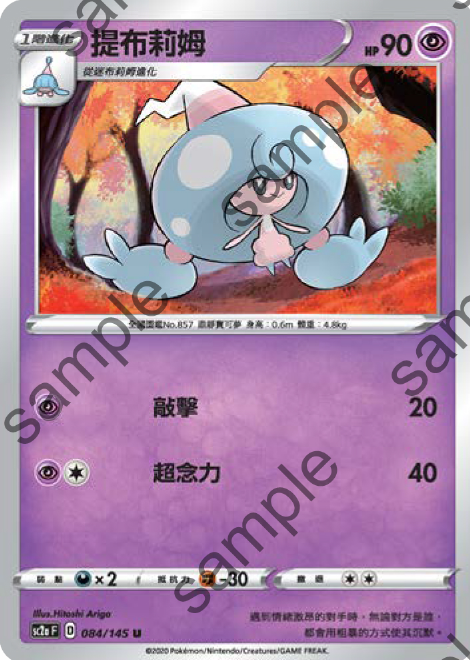 1階進化
提布莉姆
HP 90
從迷布莉姆進化
sample
sample
全國圖鑑No.857 肅靜寶可夢 身高:0.6m 體重:4.8kg
sample
sample
敲擊 20
超念力 40
sample
弱點 ×2 抵抗力 -30 撤退
Illus.Hitoshi Ariga
sc2a F D 084/145 U
遇到情緒激昂的對手時,無論對方是誰,
都會用粗暴的方式使其沉默。
©2020 Pokémon/Nintendo/Creatures/GAME FREAK.